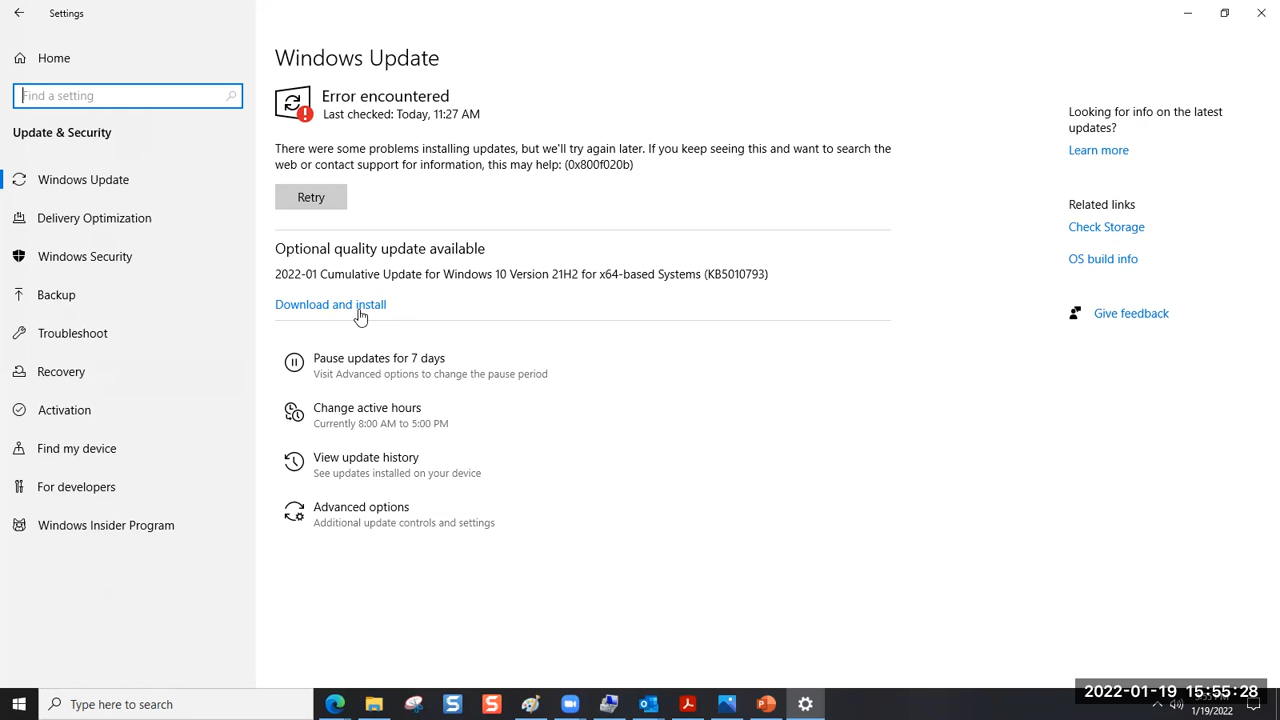 Settings
Home
Find a setting
Update & Security
Windows Update
Delivery Optimization
Windows Security
Backup
Troubleshoot
Recovery
Activation
Find my device
For developers
Windows Insider Program
Windows Update
Error encountered
Last checked: Today, 11:27 AM
There were some problems installing updates, but we'll try again later. If you keep seeing this and want to search the
web or contact support for information, this may help: (0x800f020b)
Retry
Optional quality update available
2022-01 Cumulative Update for Windows 10 Version 21H2 for x64-based Systems (KB5010793)
Download and install
Pause updates for 7 days
Visit Advanced options to change the pause period
Change active hours
Currently 8:00 AM to 5:00 PM
View update history
See updates installed on your device
Advanced options
Additional update controls and settings
Looking for info on the latest
updates?
Learn more
Related links
Check Storage
OS build info
Give feedback
Type here to search
2022-01-19 15:55:28
1/19/2022